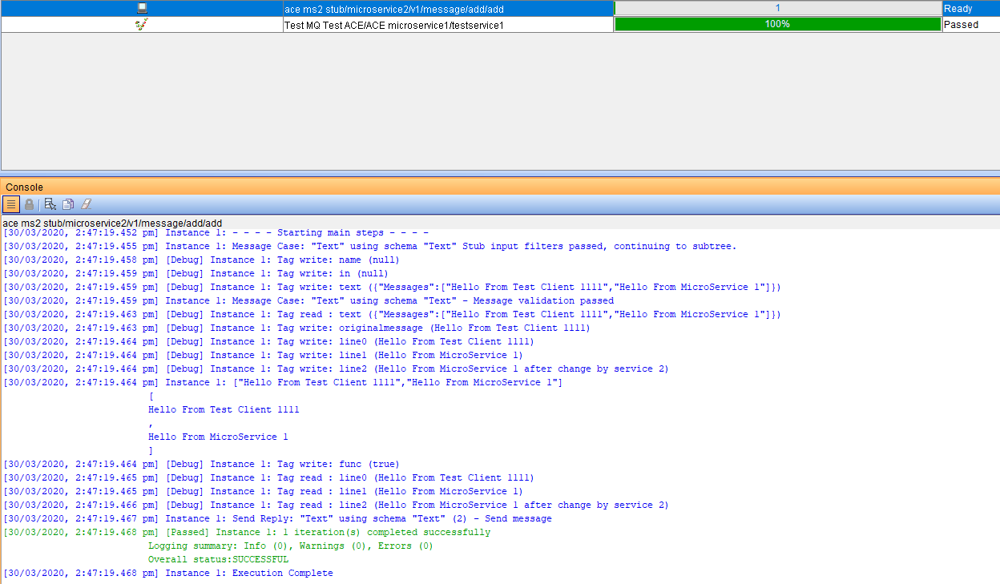 ace ms2 stub/microservice2/v1/message/add/add 1 Ready
Test MQ Test ACE/ACE microservice1/testservice1 100% Passed
Console
ace ms2 stub/microservice2/v1/message/add/add
[30/03/2020, 2:47:19.452 pm] Instance 1: - - - - Starting main steps - - - -
[30/03/2020, 2:47:19.455 pm] Instance 1: Message Case: "Text" using schema "Text" Stub input filters passed, continuing to subtree.
[30/03/2020, 2:47:19.458 pm] [Debug] Instance 1: Tag write: name (null)
[30/03/2020, 2:47:19.459 pm] [Debug] Instance 1: Tag write: in (null)
[30/03/2020, 2:47:19.459 pm] [Debug] Instance 1: Tag write: text ({"Messages":["Hello From Test Client 1111","Hello From MicroService 1"]})
[30/03/2020, 2:47:19.459 pm] Instance 1: Message Case: "Text" using schema "Text" - Message validation passed
[30/03/2020, 2:47:19.463 pm] [Debug] Instance 1: Tag read : text ({"Messages":["Hello From Test Client 1111","Hello From MicroService 1"]})
[30/03/2020, 2:47:19.463 pm] [Debug] Instance 1: Tag write: originalmessage (Hello From Test Client 1111)
[30/03/2020, 2:47:19.464 pm] [Debug] Instance 1: Tag write: line0 (Hello From Test Client 1111)
[30/03/2020, 2:47:19.464 pm] [Debug] Instance 1: Tag write: line1 (Hello From MicroService 1)
[30/03/2020, 2:47:19.464 pm] [Debug] Instance 1: Tag write: line2 (Hello From MicroService 1 after change by service 2)
[30/03/2020, 2:47:19.464 pm] Instance 1: ["Hello From Test Client 1111","Hello From MicroService 1"]
[
Hello From Test Client 1111
,
Hello From MicroService 1
]
[30/03/2020, 2:47:19.464 pm] [Debug] Instance 1: Tag write: func (true)
[30/03/2020, 2:47:19.465 pm] [Debug] Instance 1: Tag read : line0 (Hello From Test Client 1111)
[30/03/2020, 2:47:19.465 pm] [Debug] Instance 1: Tag read : line1 (Hello From MicroService 1)
[30/03/2020, 2:47:19.466 pm] [Debug] Instance 1: Tag read : line2 (Hello From MicroService 1 after change by service 2)
[30/03/2020, 2:47:19.467 pm] Instance 1: Send Reply: "Text" using schema "Text" (2) - Send message
[30/03/2020, 2:47:19.468 pm] [Passed] Instance 1: 1 iteration(s) completed successfully
Logging summary: Info (0), Warnings (0), Errors (0)
Overall status:SUCCESSFUL
[30/03/2020, 2:47:19.468 pm] Instance 1: Execution Complete